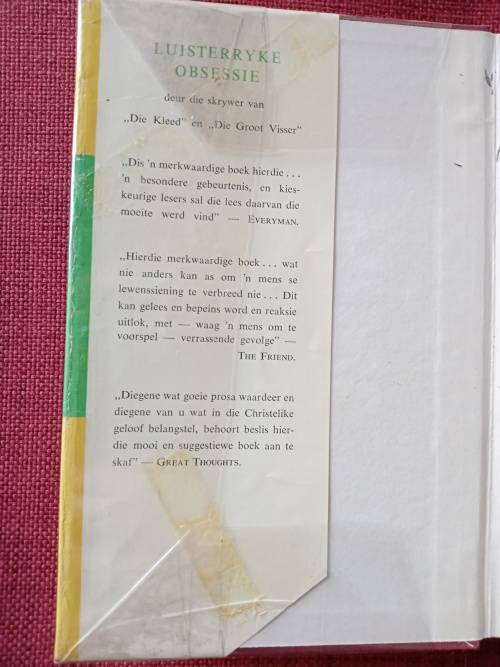 LUISTERRYKE
OBSESSIE
deur die skrywer van
„Die Kleed" en „Die Groot Visser"
„Dis 'n merkwaardige boek hierdie . . .
'n besondere gebeurtenis, en kies-
keurige lesers sal die lees daarvan die
moeite werd vind" — EVERYMAN.
„Hierdie merkwaardige boek . . . wat
nie anders kan as om 'n mens se
lewenssiening te verbreed nie . . . Dit
kan gelees en bepeins word en reaksie
uitlok, met — waag 'n mens om te
voorspel — verrassende gevolge" —
THE FRIEND.
„Diegene wat goeie prosa waardeer en
diegene van u wat in die Christelike
geloof belangstel, behoort beslis hier-
die mooi en suggestiewe boek aan te
skaf" — GREAT THOUGHTS.